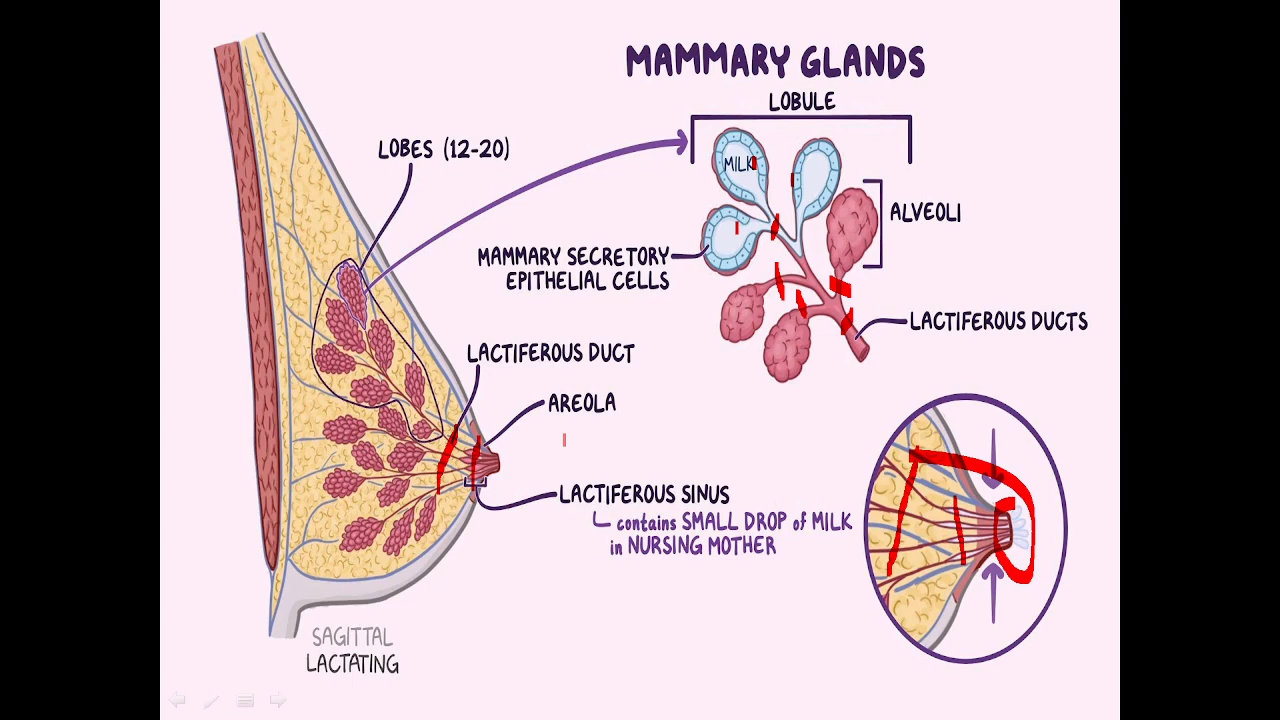 MAMMARY GLANDS
LOBULE
LOBES (12-20)
MILK
ALVEOLI
MAMMARY SECRETORY
EPITHELIAL CELLS
LACTIFEROUS DUCTS
LACTIFEROUS DUCT
AREOLA
LACTIFEROUS SINUS
contains SMALL DROP of MILK
in NURSING MOTHER
SAGITTAL
LACTATING